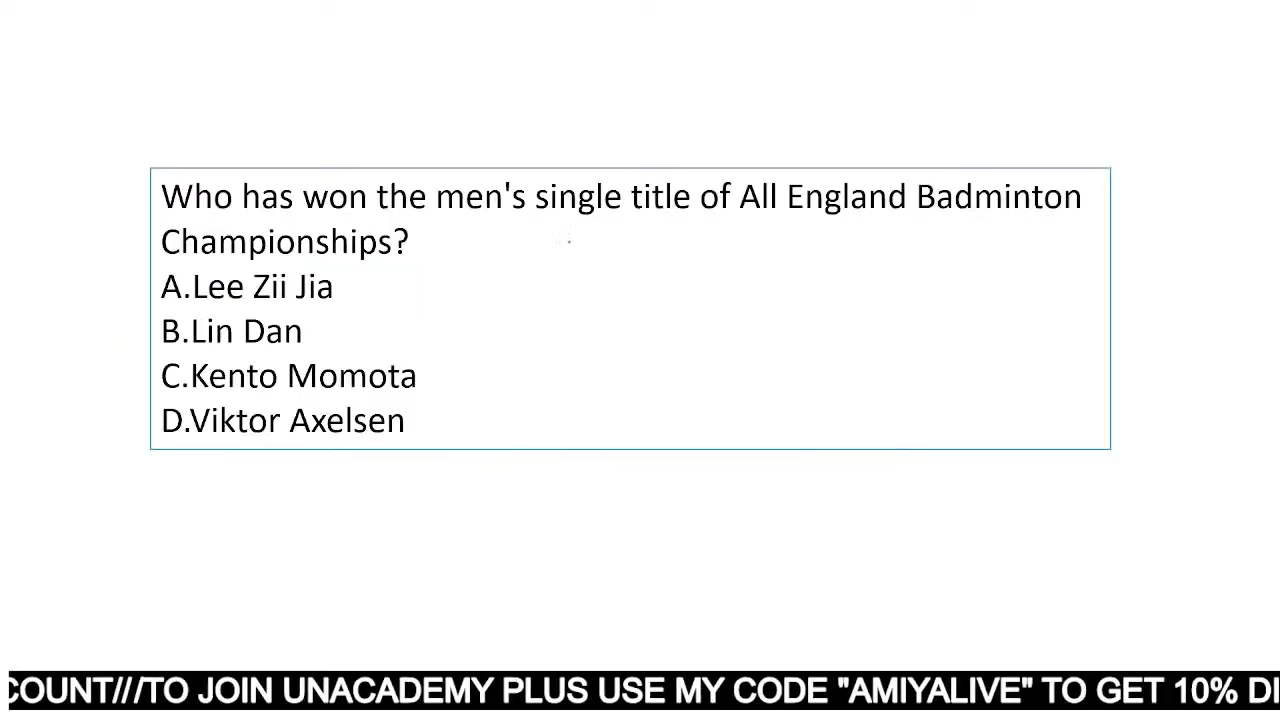 Who has won the men's single title of All England Badminton
Championships?
A.Lee Zii Jia
B.Lin Dan
C.Kento Momota
D.Viktor Axelsen
COUNT///TO JOIN UNACADEMY PLUS USE MY CODE "AMIYALIVE" TO GET 10% DI